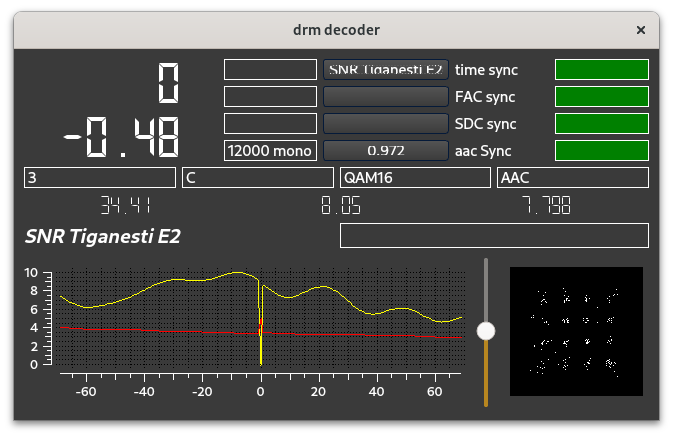 drm decoder ×
0 SNR Tiganesti E2 time sync
FAC sync
-0.48 SDC sync
12000 mono 0.972 aac Sync
3 C QAM16 AAC
34.41 8.05 7.798
SNR Tiganesti E2
10
8
6
4
2
0
-60 -40 -20 0 20 40 60